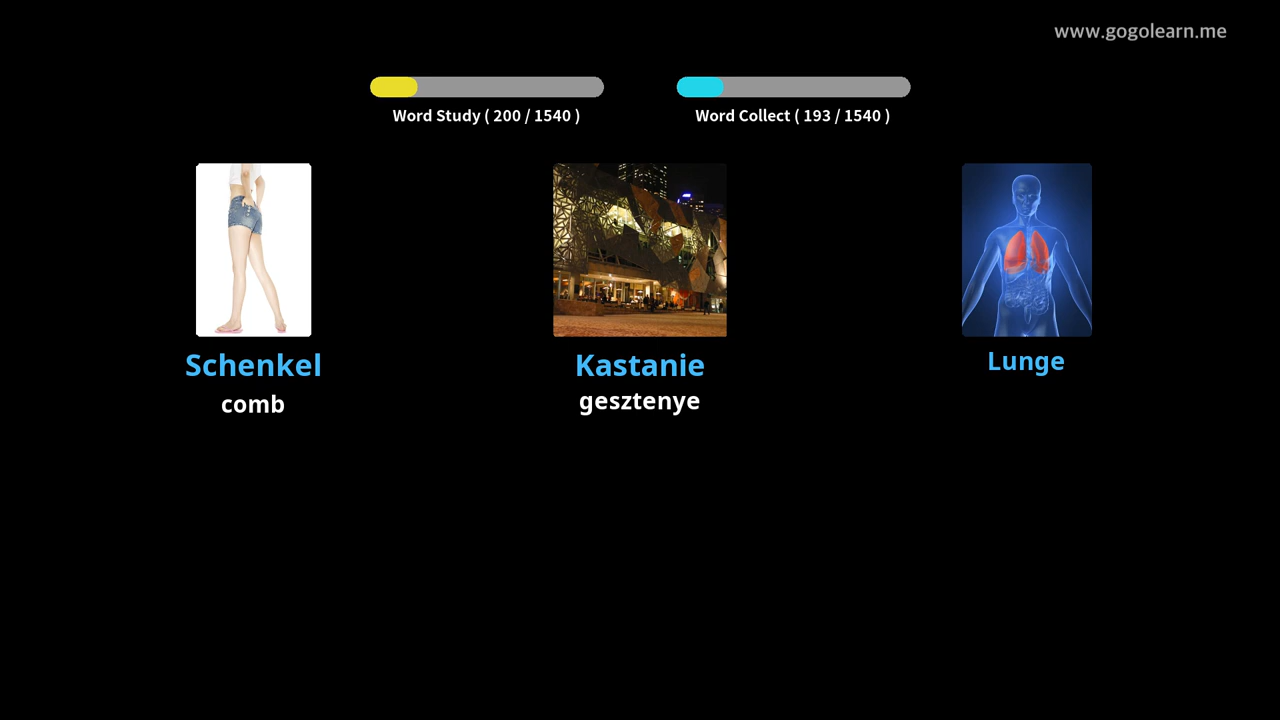 www.gogolearn.me
Word Study ( 200 / 1540 )
Word Collect ( 193 / 1540 )
Schenkel
comb
Kastanie
gesztenye
Lunge